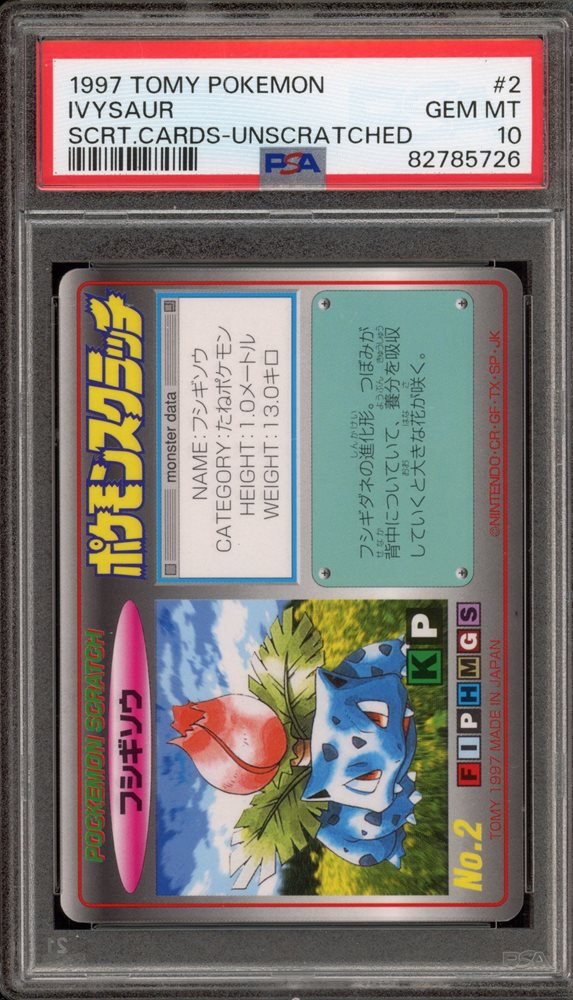 1997 TOMY POKEMON #2
IVYSAUR GEM MT
SCRT.CARDS-UNSCRATCHED 10
PSA 82785726
POCKEMON SCRATCH
ポケモンスクラッチ
フシギソウ
monster data
NAME:フシギソウ
CATEGORY:たねポケモン
HEIGHT:1.0メートル
WEIGHT:13.0キロ
フシギダネの進化形。つぼみが
背中についていて、養分を吸収
していくと大きな花が咲く。
K P
No.2
F I P H M G S
TOMY 1997 MADE IN JAPAN
©NINTENDO・CR・GF・TX・SP・JK
21
PSA